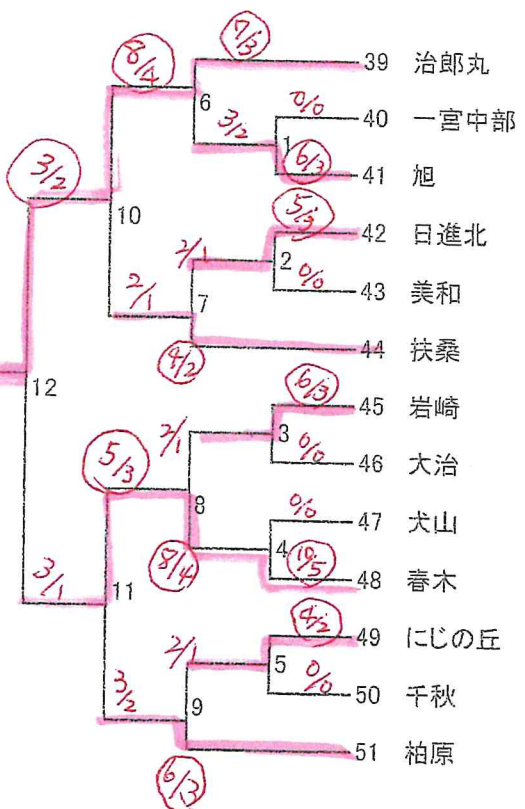 7/3
39 治郎丸
8/4
6
0/0
40 一宮中部
3/2
1
6/3
41 旭
3/2
10
5/3
42 日進北
2/1
2
0/0
43 美和
2/1
7
4/2
44 扶桑
12
6/3
45 岩崎
2/1
3
0/0
46 大治
5/3
8
0/0
47 犬山
4
8/4
10/5
48 春木
3/1
11
4/2
49 にじの丘
2/1
5
0/0
50 千秋
3/2
9
51 柏原
6/3